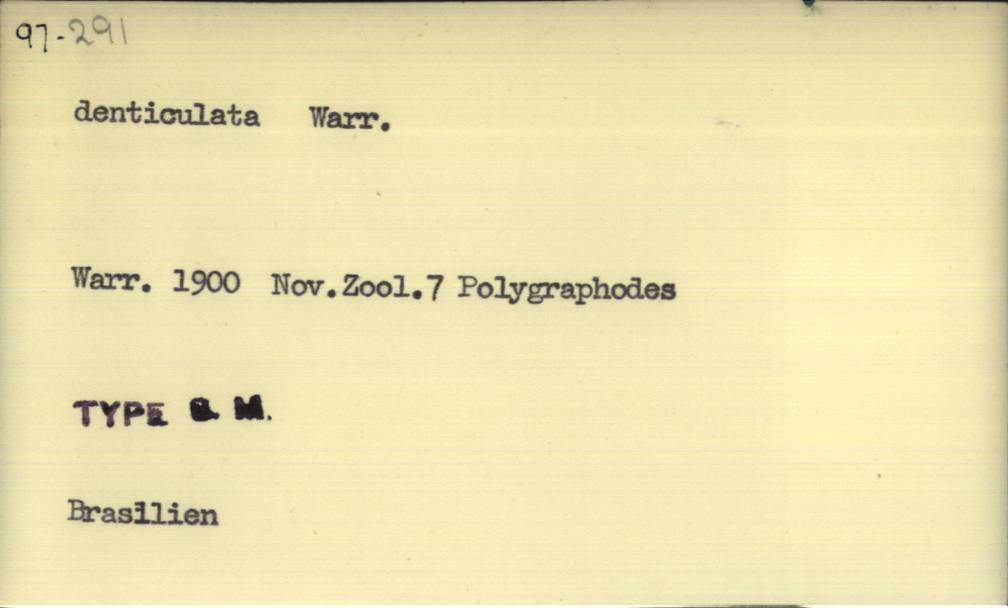 97-291
denticulata Warr.
Warr. 1900 Nov.Zool.7 Polygraphodes
TYPE B. M.
Brasilien